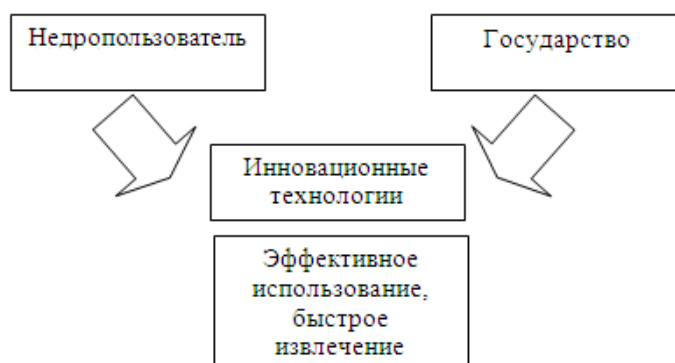 Недропользователь
Государство
Инновационные
технологии
Эффективное
использование,
быстрое
извлечение